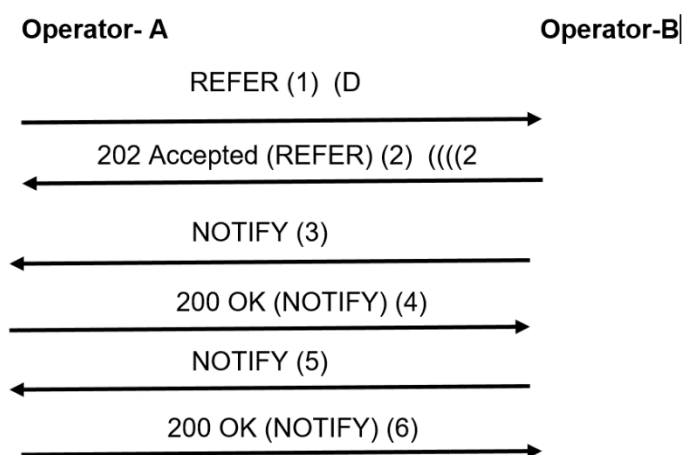 Operator- A Operator-B
REFER (1) (D
202 Accepted (REFER) (2) ((((2
NOTIFY (3)
200 OK (NOTIFY) (4)
NOTIFY (5)
200 OK (NOTIFY) (6)